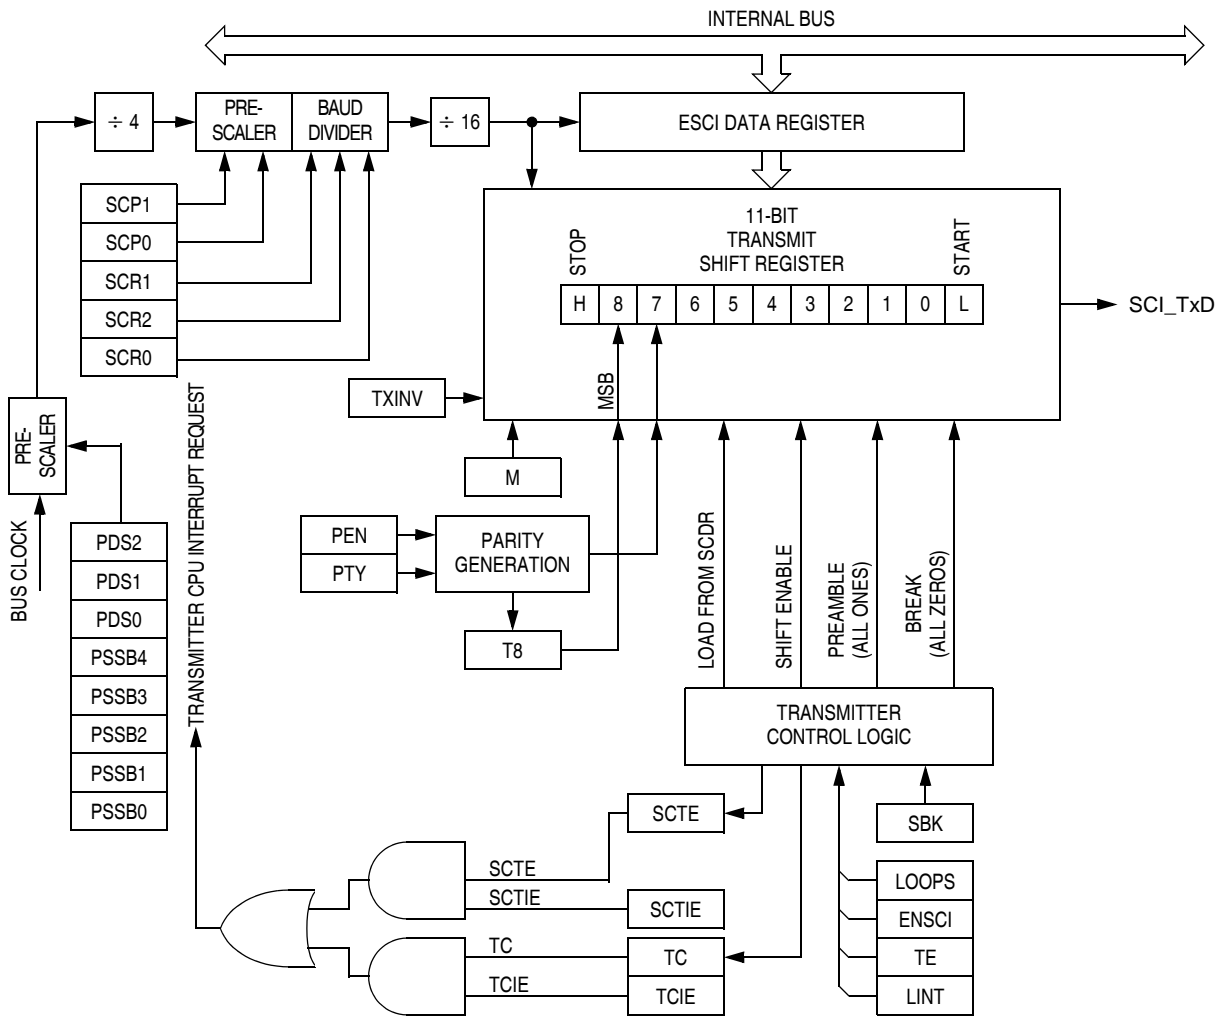 INTERNAL BUS
÷ 4
PRE-
SCALER
BAUD
DIVIDER
÷ 16
ESCI DATA REGISTER
SCP1
SCP0
SCR1
SCR2
SCR0
11-BIT
TRANSMIT
SHIFT REGISTER
STOP
START
H 8 7 6 5 4 3 2 1 0 L
SCI_TxD
MSB
TXINV
M
PRE-
SCALER
BUS CLOCK
PDS2
PDS1
PDS0
PSSB4
PSSB3
PSSB2
PSSB1
PSSB0
TRANSMITTER CPU INTERRUPT REQUEST
PEN
PTY
PARITY
GENERATION
T8
LOAD FROM SCDR
SHIFT ENABLE
PREAMBLE
(ALL ONES)
BREAK
(ALL ZEROS)
TRANSMITTER
CONTROL LOGIC
SCTE
SBK
SCTE
SCTIE
SCTIE
TC
TC
TCIE
TCIE
LOOPS
ENSCI
TE
LINT